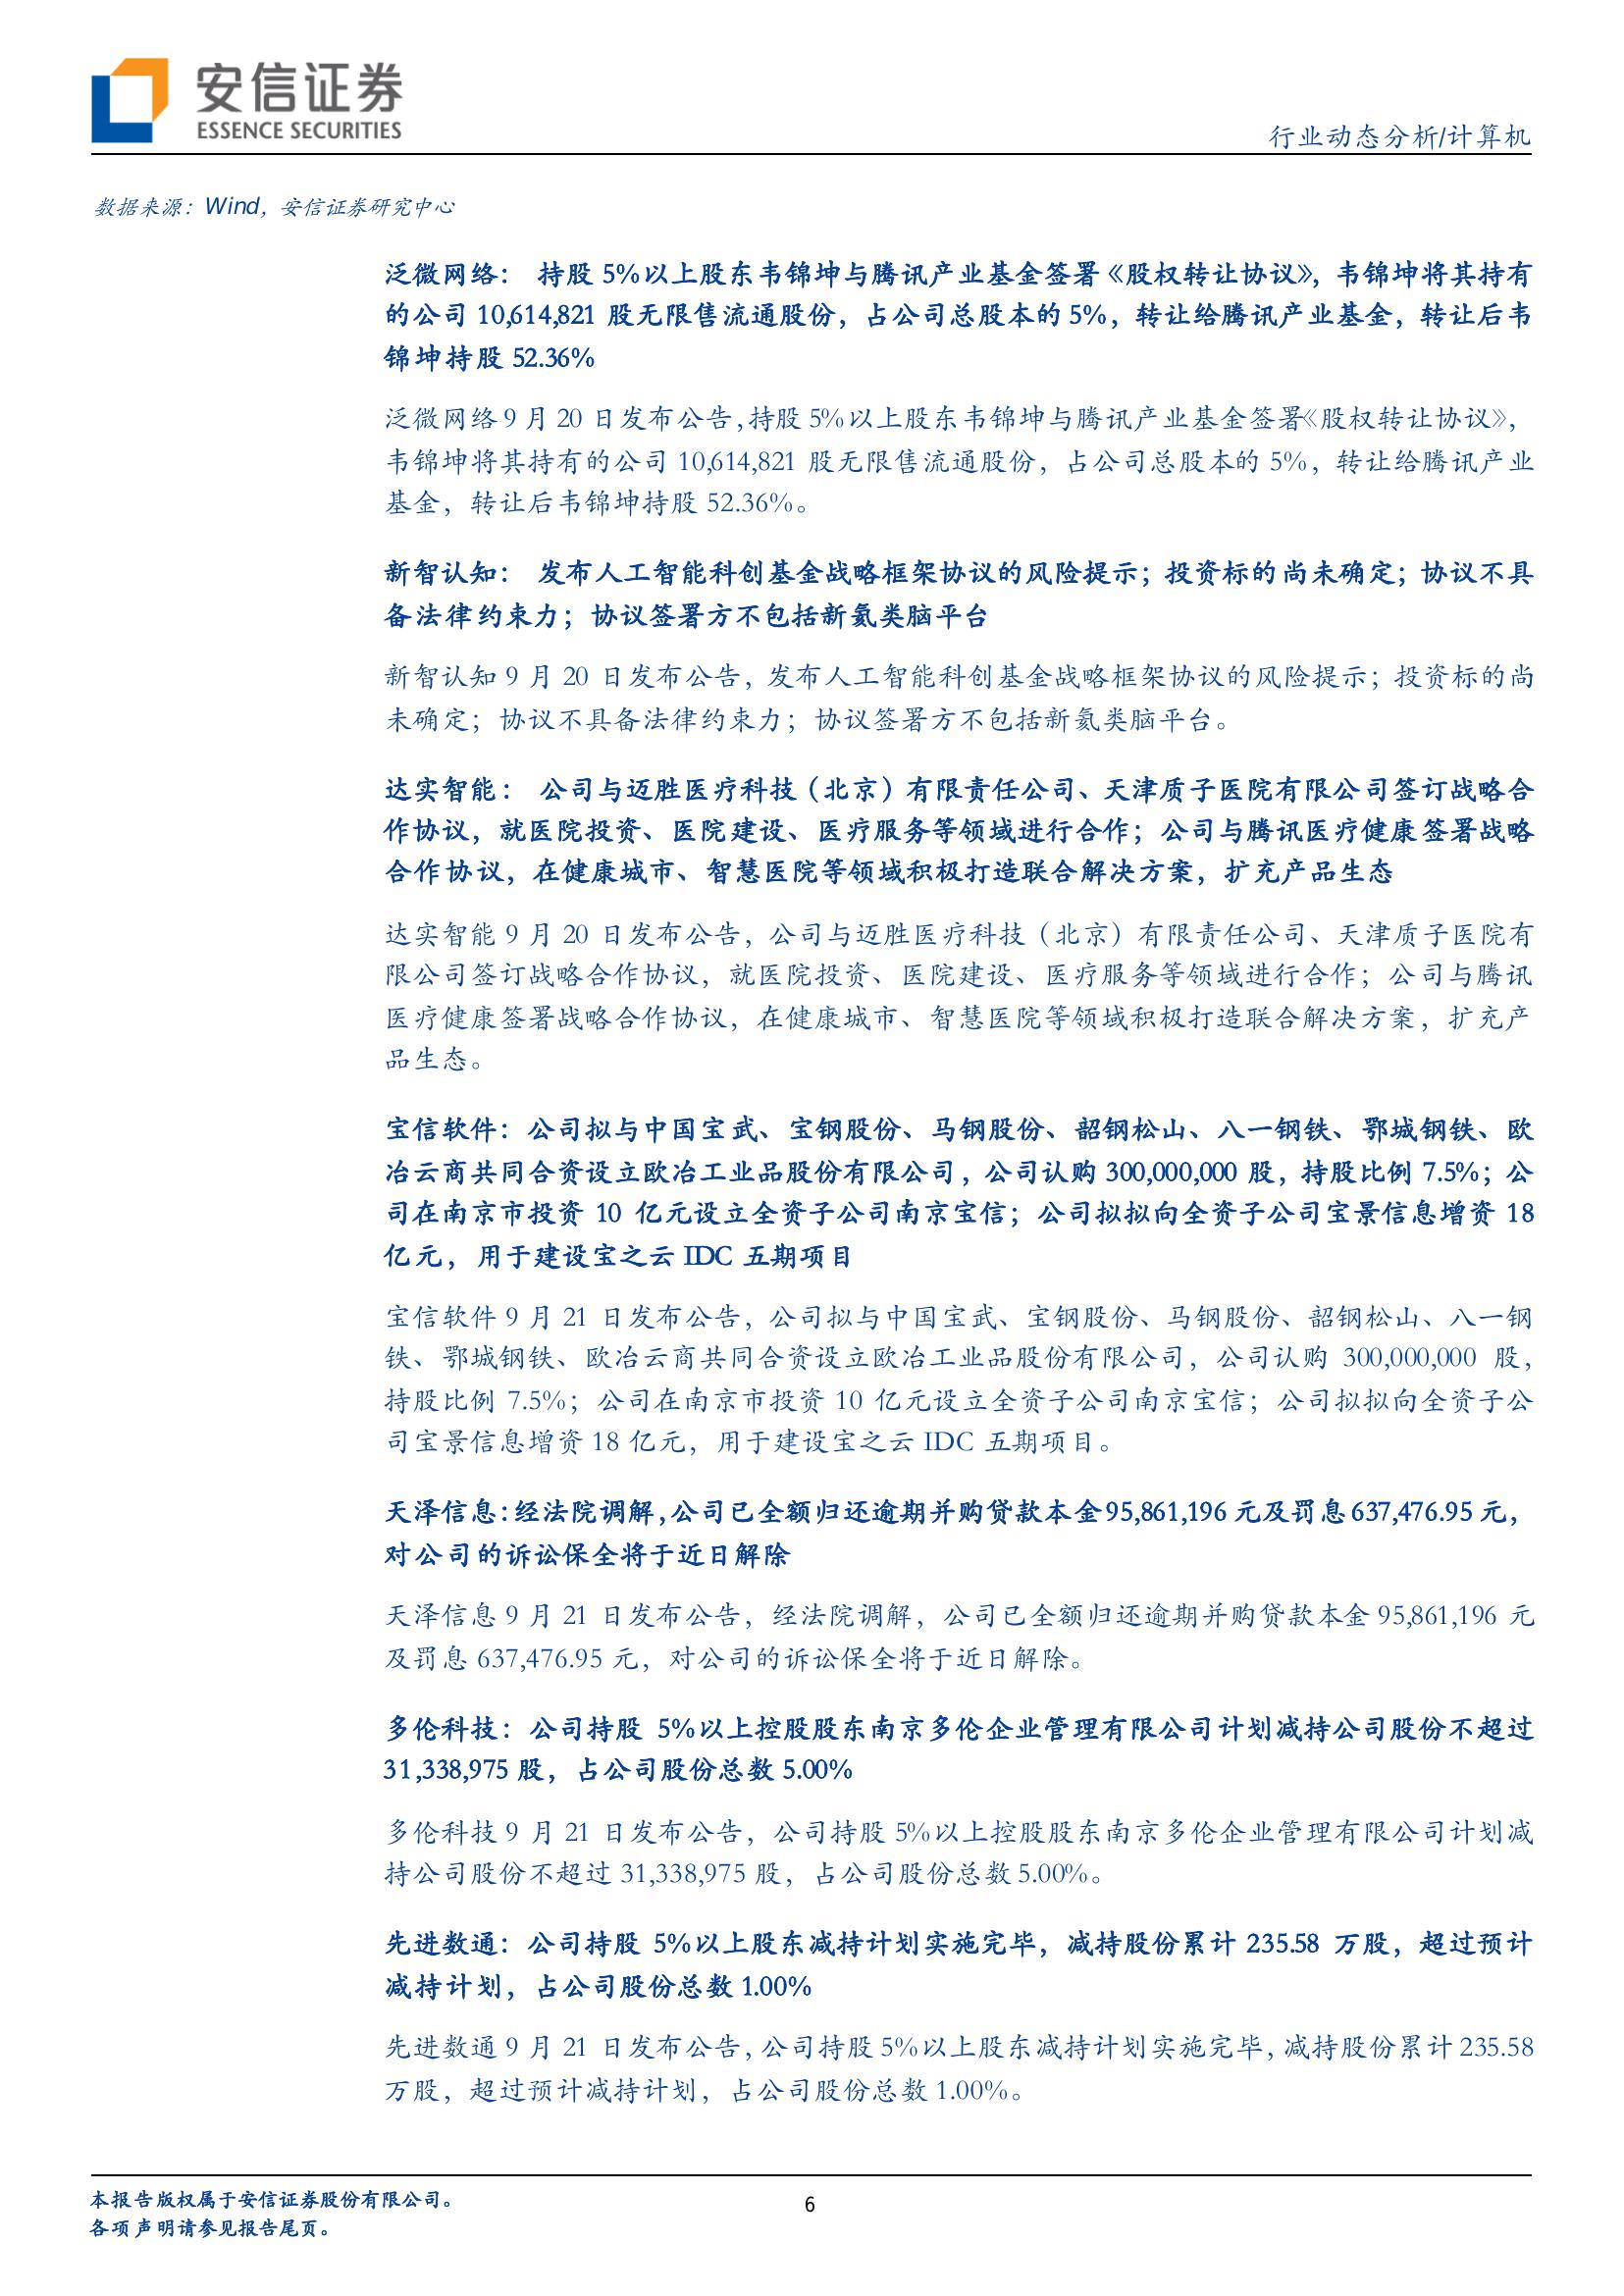 安信证券
ESSENCE SECURITIES
行业动态分析/计算机
数据来源：Wind，安信证券研究中心
泛微网络： 持股 5%以上股东韦锦坤与腾讯产业基金签署《股权转让协议》，韦锦坤将其持有
的公司 10,614,821 股无限售流通股份，占公司总股本的 5%，转让给腾讯产业基金，转让后韦
锦坤持股 52.36%
泛微网络 9 月 20 日发布公告，持股 5%以上股东韦锦坤与腾讯产业基金签署《股权转让协议》，
韦锦坤将其持有的公司 10,614,821 股无限售流通股份，占公司总股本的 5%，转让给腾讯产业
基金，转让后韦锦坤持股 52.36%。
新智认知： 发布人工智能科创基金战略框架协议的风险提示；投资标的尚未确定；协议不具
备法律约束力；协议签署方不包括新氦类脑平台
新智认知 9 月 20 日发布公告，发布人工智能科创基金战略框架协议的风险提示；投资标的尚
未确定；协议不具备法律约束力；协议签署方不包括新氦类脑平台。
达实智能： 公司与迈胜医疗科技（北京）有限责任公司、天津质子医院有限公司签订战略合
作协议，就医院投资、医院建设、医疗服务等领域进行合作；公司与腾讯医疗健康签署战略
合作协议，在健康城市、智慧医院等领域积极打造联合解决方案，扩充产品生态
达实智能 9 月 20 日发布公告，公司与迈胜医疗科技（北京）有限责任公司、天津质子医院有
限公司签订战略合作协议，就医院投资、医院建设、医疗服务等领域进行合作；公司与腾讯
医疗健康签署战略合作协议，在健康城市、智慧医院等领域积极打造联合解决方案，扩充产
品生态。
宝信软件：公司拟与中国宝武、宝钢股份、马钢股份、韶钢松山、八一钢铁、鄂城钢铁、欧
冶云商共同合资设立欧冶工业品股份有限公司，公司认购 300,000,000 股，持股比例 7.5%；公
司在南京市投资 10 亿元设立全资子公司南京宝信；公司拟拟向全资子公司宝景信息增资 18
亿元，用于建设宝之云 IDC 五期项目
宝信软件 9 月 21 日发布公告，公司拟与中国宝武、宝钢股份、马钢股份、韶钢松山、八一钢
铁、鄂城钢铁、欧冶云商共同合资设立欧冶工业品股份有限公司，公司认购 300,000,000 股，
持股比例 7.5%；公司在南京市投资 10 亿元设立全资子公司南京宝信；公司拟拟向全资子公
司宝景信息增资 18 亿元，用于建设宝之云 IDC 五期项目。
天泽信息：经法院调解，公司已全额归还逾期并购贷款本金 95,861,196 元及罚息 637,476.95 元，
对公司的诉讼保全将于近日解除
天泽信息 9 月 21 日发布公告，经法院调解，公司已全额归还逾期并购贷款本金 95,861,196 元
及罚息 637,476.95 元，对公司的诉讼保全将于近日解除。
多伦科技：公司持股 5%以上控股股东南京多伦企业管理有限公司计划减持公司股份不超过
31,338,975 股，占公司股份总数 5.00%
多伦科技 9 月 21 日发布公告，公司持股 5%以上控股股东南京多伦企业管理有限公司计划减
持公司股份不超过 31,338,975 股，占公司股份总数 5.00%。
先进数通：公司持股 5%以上股东减持计划实施完毕，减持股份累计 235.58 万股，超过预计
减持计划，占公司股份总数 1.00%
先进数通 9 月 21 日发布公告，公司持股 5%以上股东减持计划实施完毕，减持股份累计 235.58
万股，超过预计减持计划，占公司股份总数 1.00%。
本报告版权属于安信证券股份有限公司。
6
各项声明请参见报告尾页。